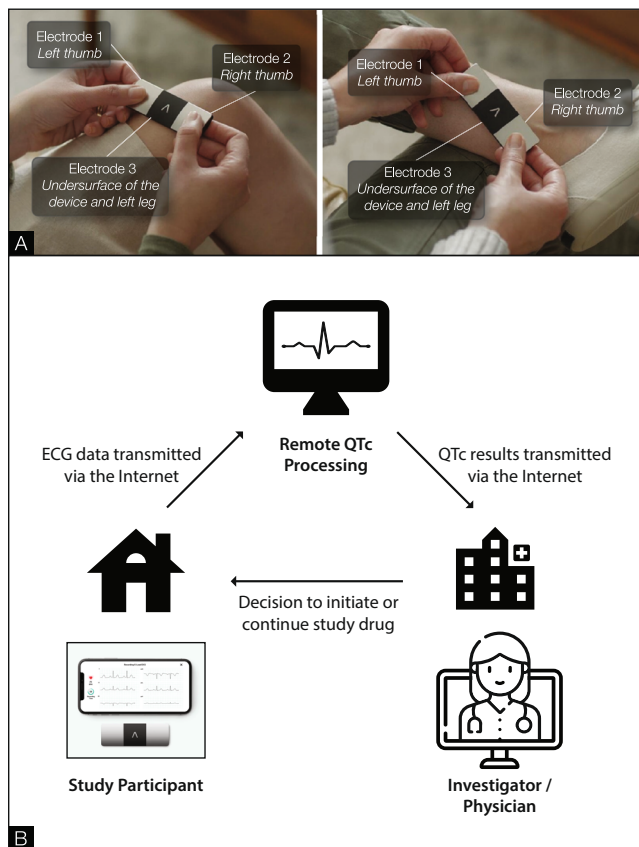 Electrode 1
Left thumb
Electrode 2
Right thumb
Electrode 3
Undersurface of the
device and left leg
Electrode 1
Left thumb
Electrode 2
Right thumb
Electrode 3
Undersurface of the
device and left leg
A
Remote QTc
Processing
ECG data transmitted
via the Internet
QTc results transmitted
via the Internet
Decision to initiate or
continue study drug
Study Participant
Investigator /
Physician
B